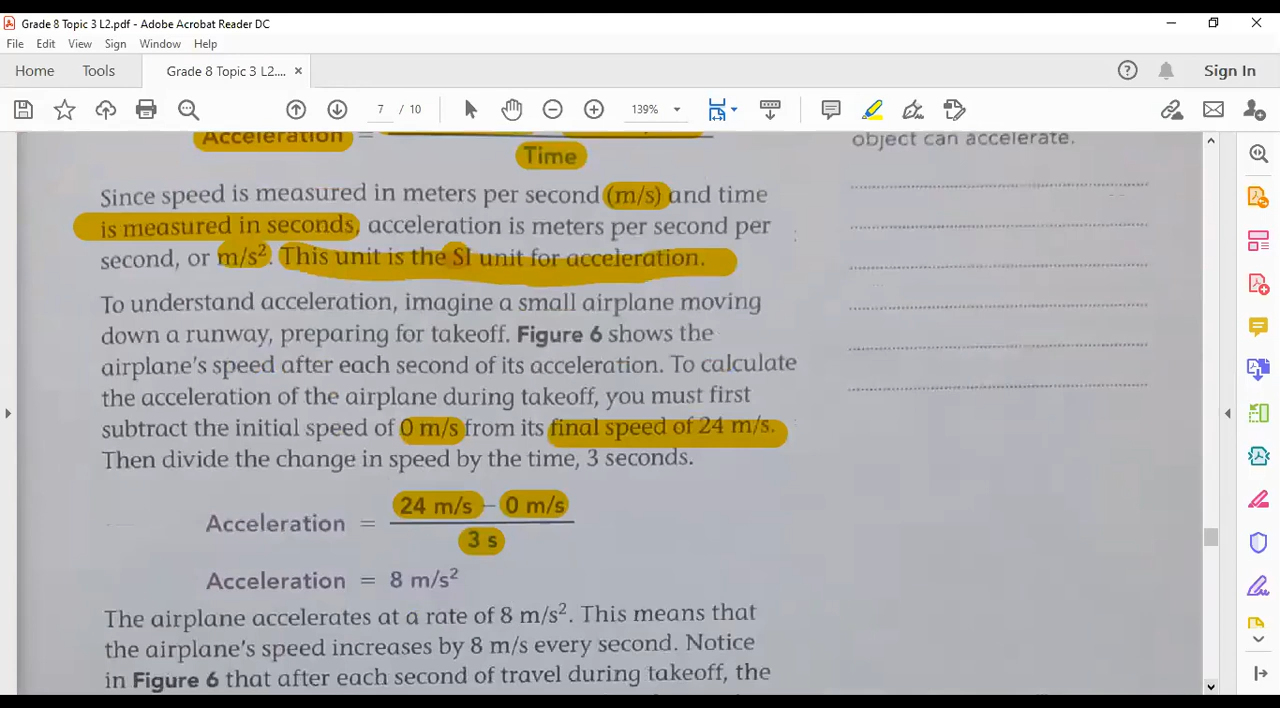 Grade 8 Topic 3 L2.pdf - Adobe Acrobat Reader DC
File Edit View Sign Window Help
Home Tools Grade 8 Topic 3 L2.... × Sign In
7 / 10 139%
Acceleration =
Time
object can accelerate.
Since speed is measured in meters per second (m/s) and time
is measured in seconds, acceleration is meters per second per
second, or m/s². This unit is the SI unit for acceleration.
To understand acceleration, imagine a small airplane moving
down a runway, preparing for takeoff. Figure 6 shows the
airplane's speed after each second of its acceleration. To calculate
the acceleration of the airplane during takeoff, you must first
subtract the initial speed of 0 m/s from its final speed of 24 m/s.
Then divide the change in speed by the time, 3 seconds.
24 m/s – 0 m/s
Acceleration =
3 s
Acceleration = 8 m/s²
The airplane accelerates at a rate of 8 m/s². This means that
the airplane's speed increases by 8 m/s every second. Notice
in Figure 6 that after each second of travel during takeoff, the